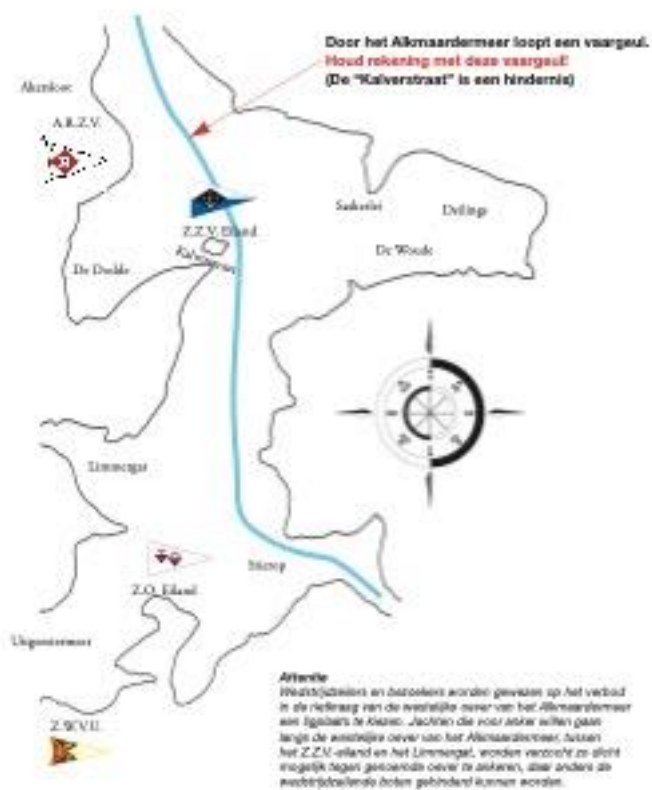 Door het Alkmaardermeer loopt een vaargeul.
Houd rekening met deze vaargeul!
(De "Kalverstraat" is een hindernis)
Akersloot
A.R.Z.V.
Z.Z.V. Eiland
Kalverstraat
De Dodde
Saskerlei
Dellinge
De Woude
Limmergat
Stierop
Z.O. Eiland
Uitgeestermeer
Z.W.V.U.
Attentie
Wedstrijdzeilers en bezoekers worden gewezen op het verbod
in de rietkraag van de westelijke oever van het Alkmaardermeer
een ligplaats te kiezen. Jachten die voor anker willen gaan
langs de westelijke oever van het Alkmaardermeer, tussen
het Z.Z.V.-eiland en het Limmergat, worden verzocht zo dicht
mogelijk tegen genoemde oever te ankeren, daar anders de
wedstrijdzeilende boten gehinderd kunnen worden.